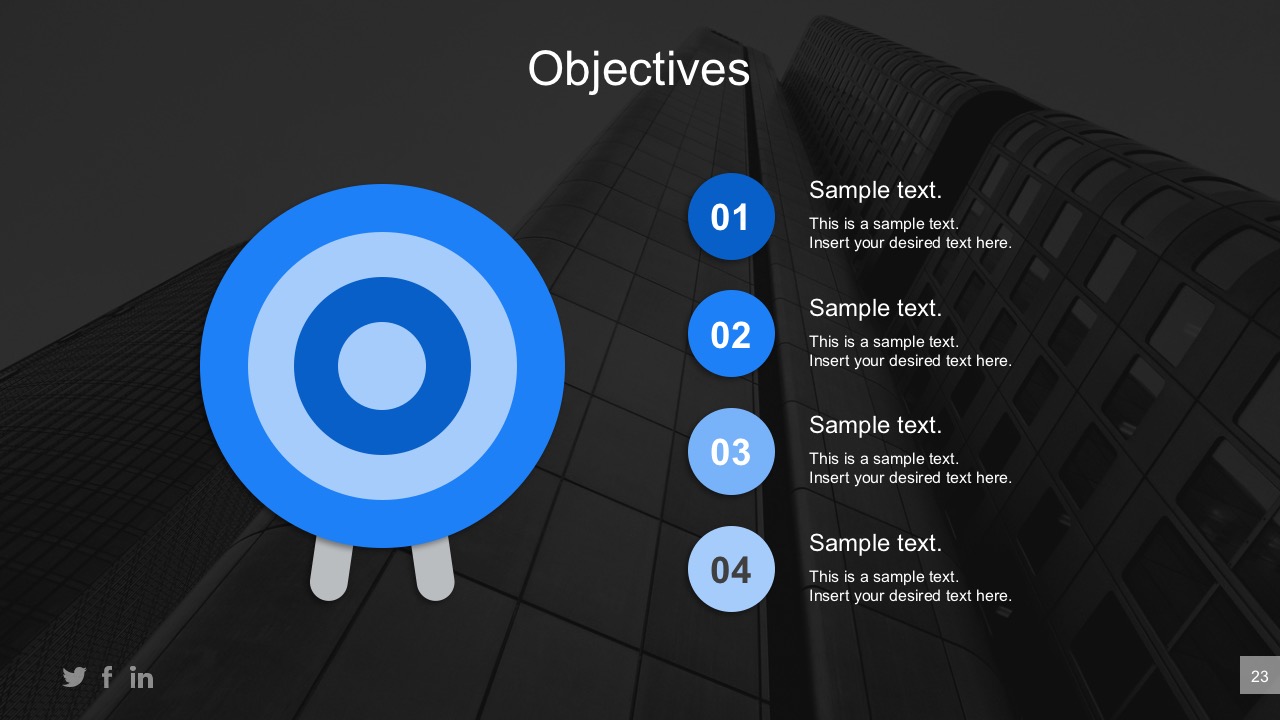 Objectives
01
Sample text.
This is a sample text.
Insert your desired text here.
02
Sample text.
This is a sample text.
Insert your desired text here.
03
Sample text.
This is a sample text.
Insert your desired text here.
04
Sample text.
This is a sample text.
Insert your desired text here.
23